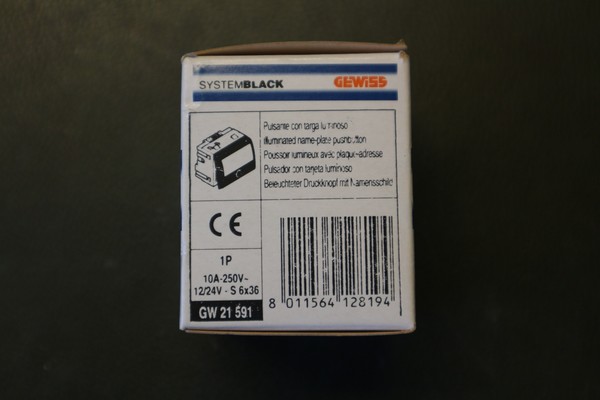 SYSTEMBLACK
GEWISS
Pulsante con targa luminoso
Illuminated name-plate pushbutton
Poussoir lumineux avec plaque-adresse
Pulsador con tarjeta luminoso
Beleuchteter Druckknopf mit Namensschild
CE
1P
10A-250V~
12/24V - S 6x36
GW 21 591
8 011564 128194